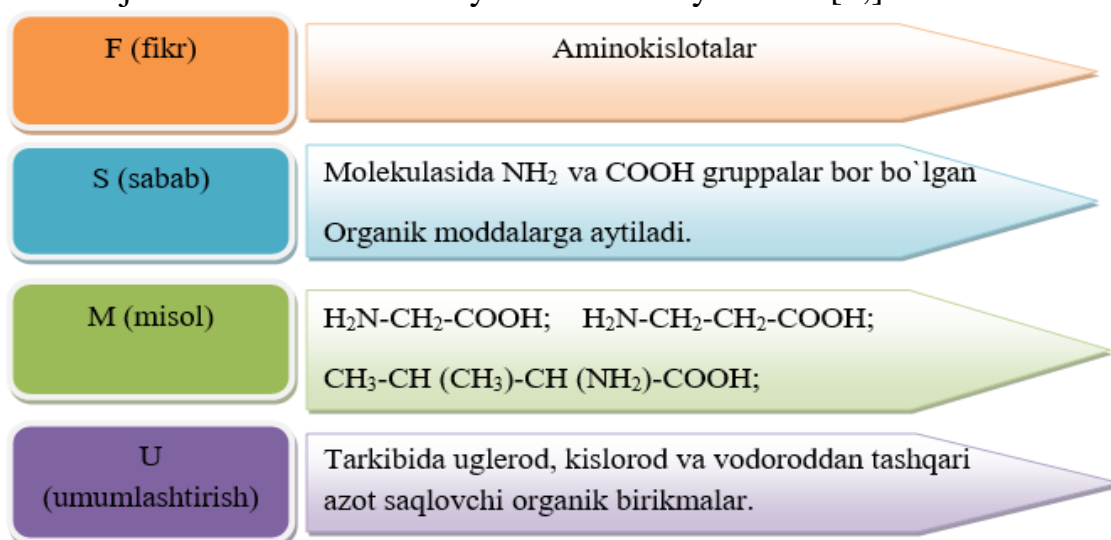 F (fikr)
Aminokislotalar
S (sabab)
Molekulasida NH₂ va COOH gruppalar bor bo`lgan
Organik moddalarga aytiladi.
M (misol)
H₂N-CH₂-COOH; H₂N-CH₂-CH₂-COOH;
CH₃-CH (CH₃)-CH (NH₂)-COOH;
U
(umumlashtirish)
Tarkibida uglerod, kislorod va vodoroddan tashqari
azot saqlovchi organik birikmalar.